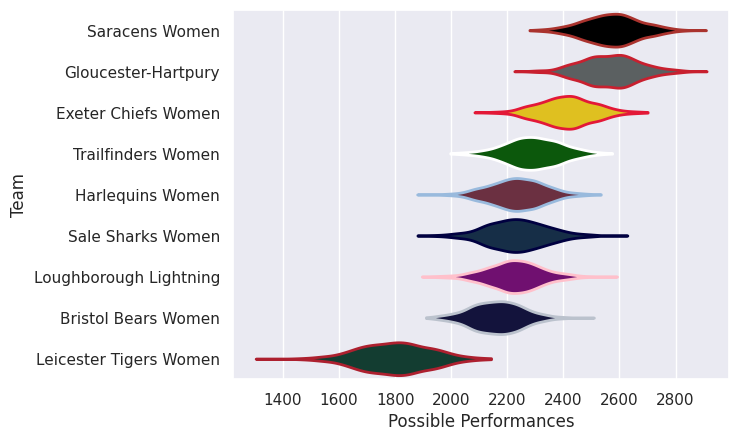 Saracens Women
Gloucester-Hartpury
Exeter Chiefs Women
Trailfinders Women
Harlequins Women
Sale Sharks Women
Loughborough Lightning
Bristol Bears Women
Leicester Tigers Women
Team
1400 1600 1800 2000 2200 2400 2600 2800
Possible Performances